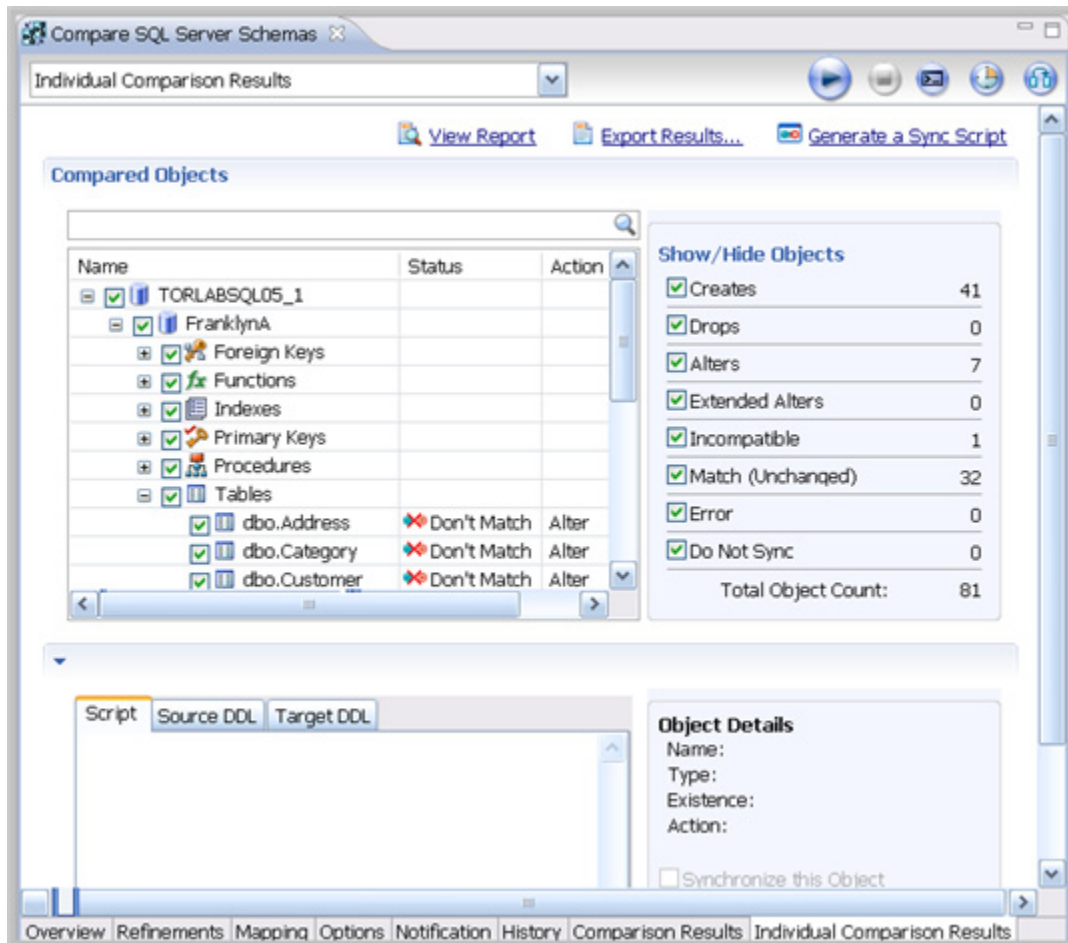 Compare SQL Server Schemas
Individual Comparison Results
View Report Export Results... Generate a Sync Script
Compared Objects
Name Status Action
TORLABSQL05_1
FranklynA
Foreign Keys
fx Functions
Indexes
Primary Keys
Procedures
Tables
dbo.Address Don't Match Alter
dbo.Category Don't Match Alter
dbo.Customer Don't Match Alter
Show/Hide Objects
Creates 41
Drops 0
Alters 7
Extended Alters 0
Incompatible 1
Match (Unchanged) 32
Error 0
Do Not Sync 0
Total Object Count: 81
Script Source DDL Target DDL
Object Details
Name:
Type:
Existence:
Action:
Synchronize this Object
Overview Refinements Mapping Options Notification History Comparison Results Individual Comparison Results